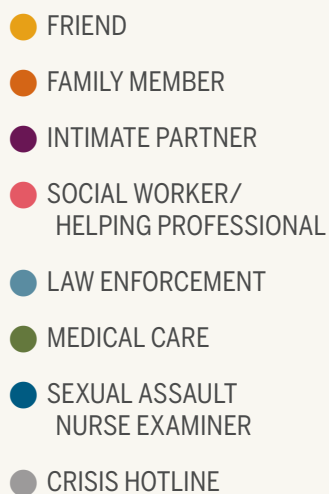 FRIEND
FAMILY MEMBER
INTIMATE PARTNER
SOCIAL WORKER/
HELPING PROFESSIONAL
LAW ENFORCEMENT
MEDICAL CARE
SEXUAL ASSAULT
NURSE EXAMINER
CRISIS HOTLINE